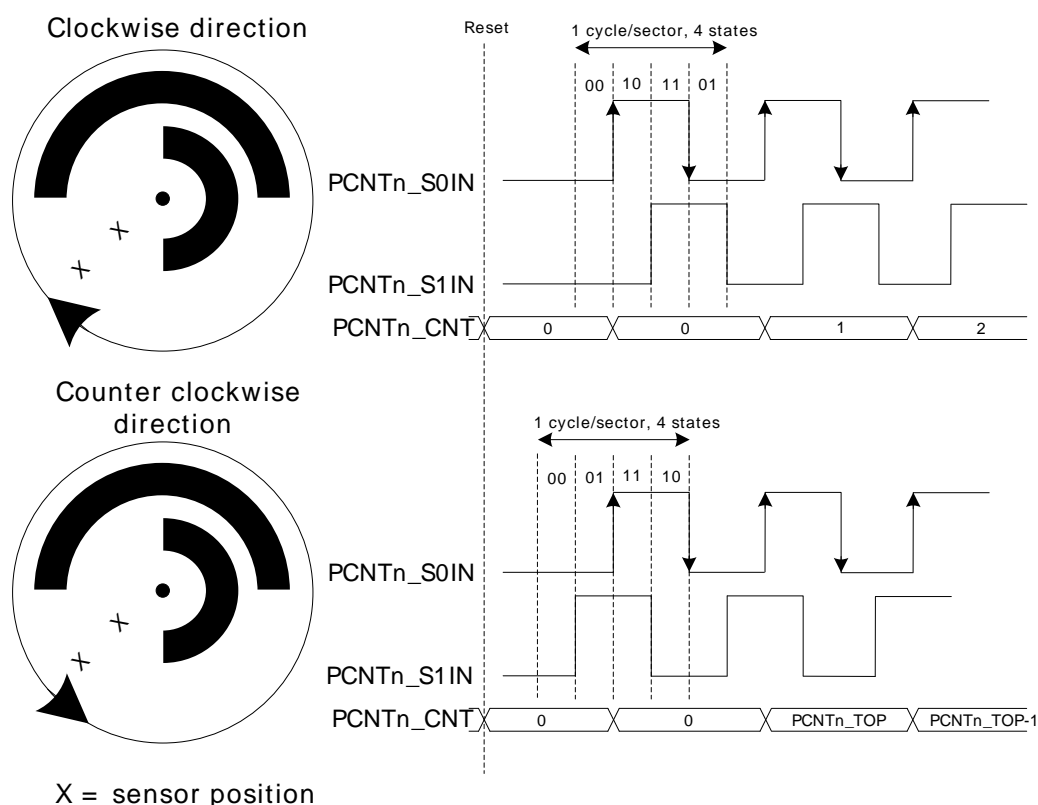 Clockwise direction
Reset
1 cycle/sector, 4 states
00 10 11 01
PCNTn_S0IN
PCNTn_S1IN
PCNTn_CNT 0 0 1 2
X
X
Counter clockwise
direction
1 cycle/sector, 4 states
00 01 11 10
PCNTn_S0IN
PCNTn_S1IN
PCNTn_CNT 0 0 PCNTn_TOP PCNTn_TOP-1
X
X
X = sensor position